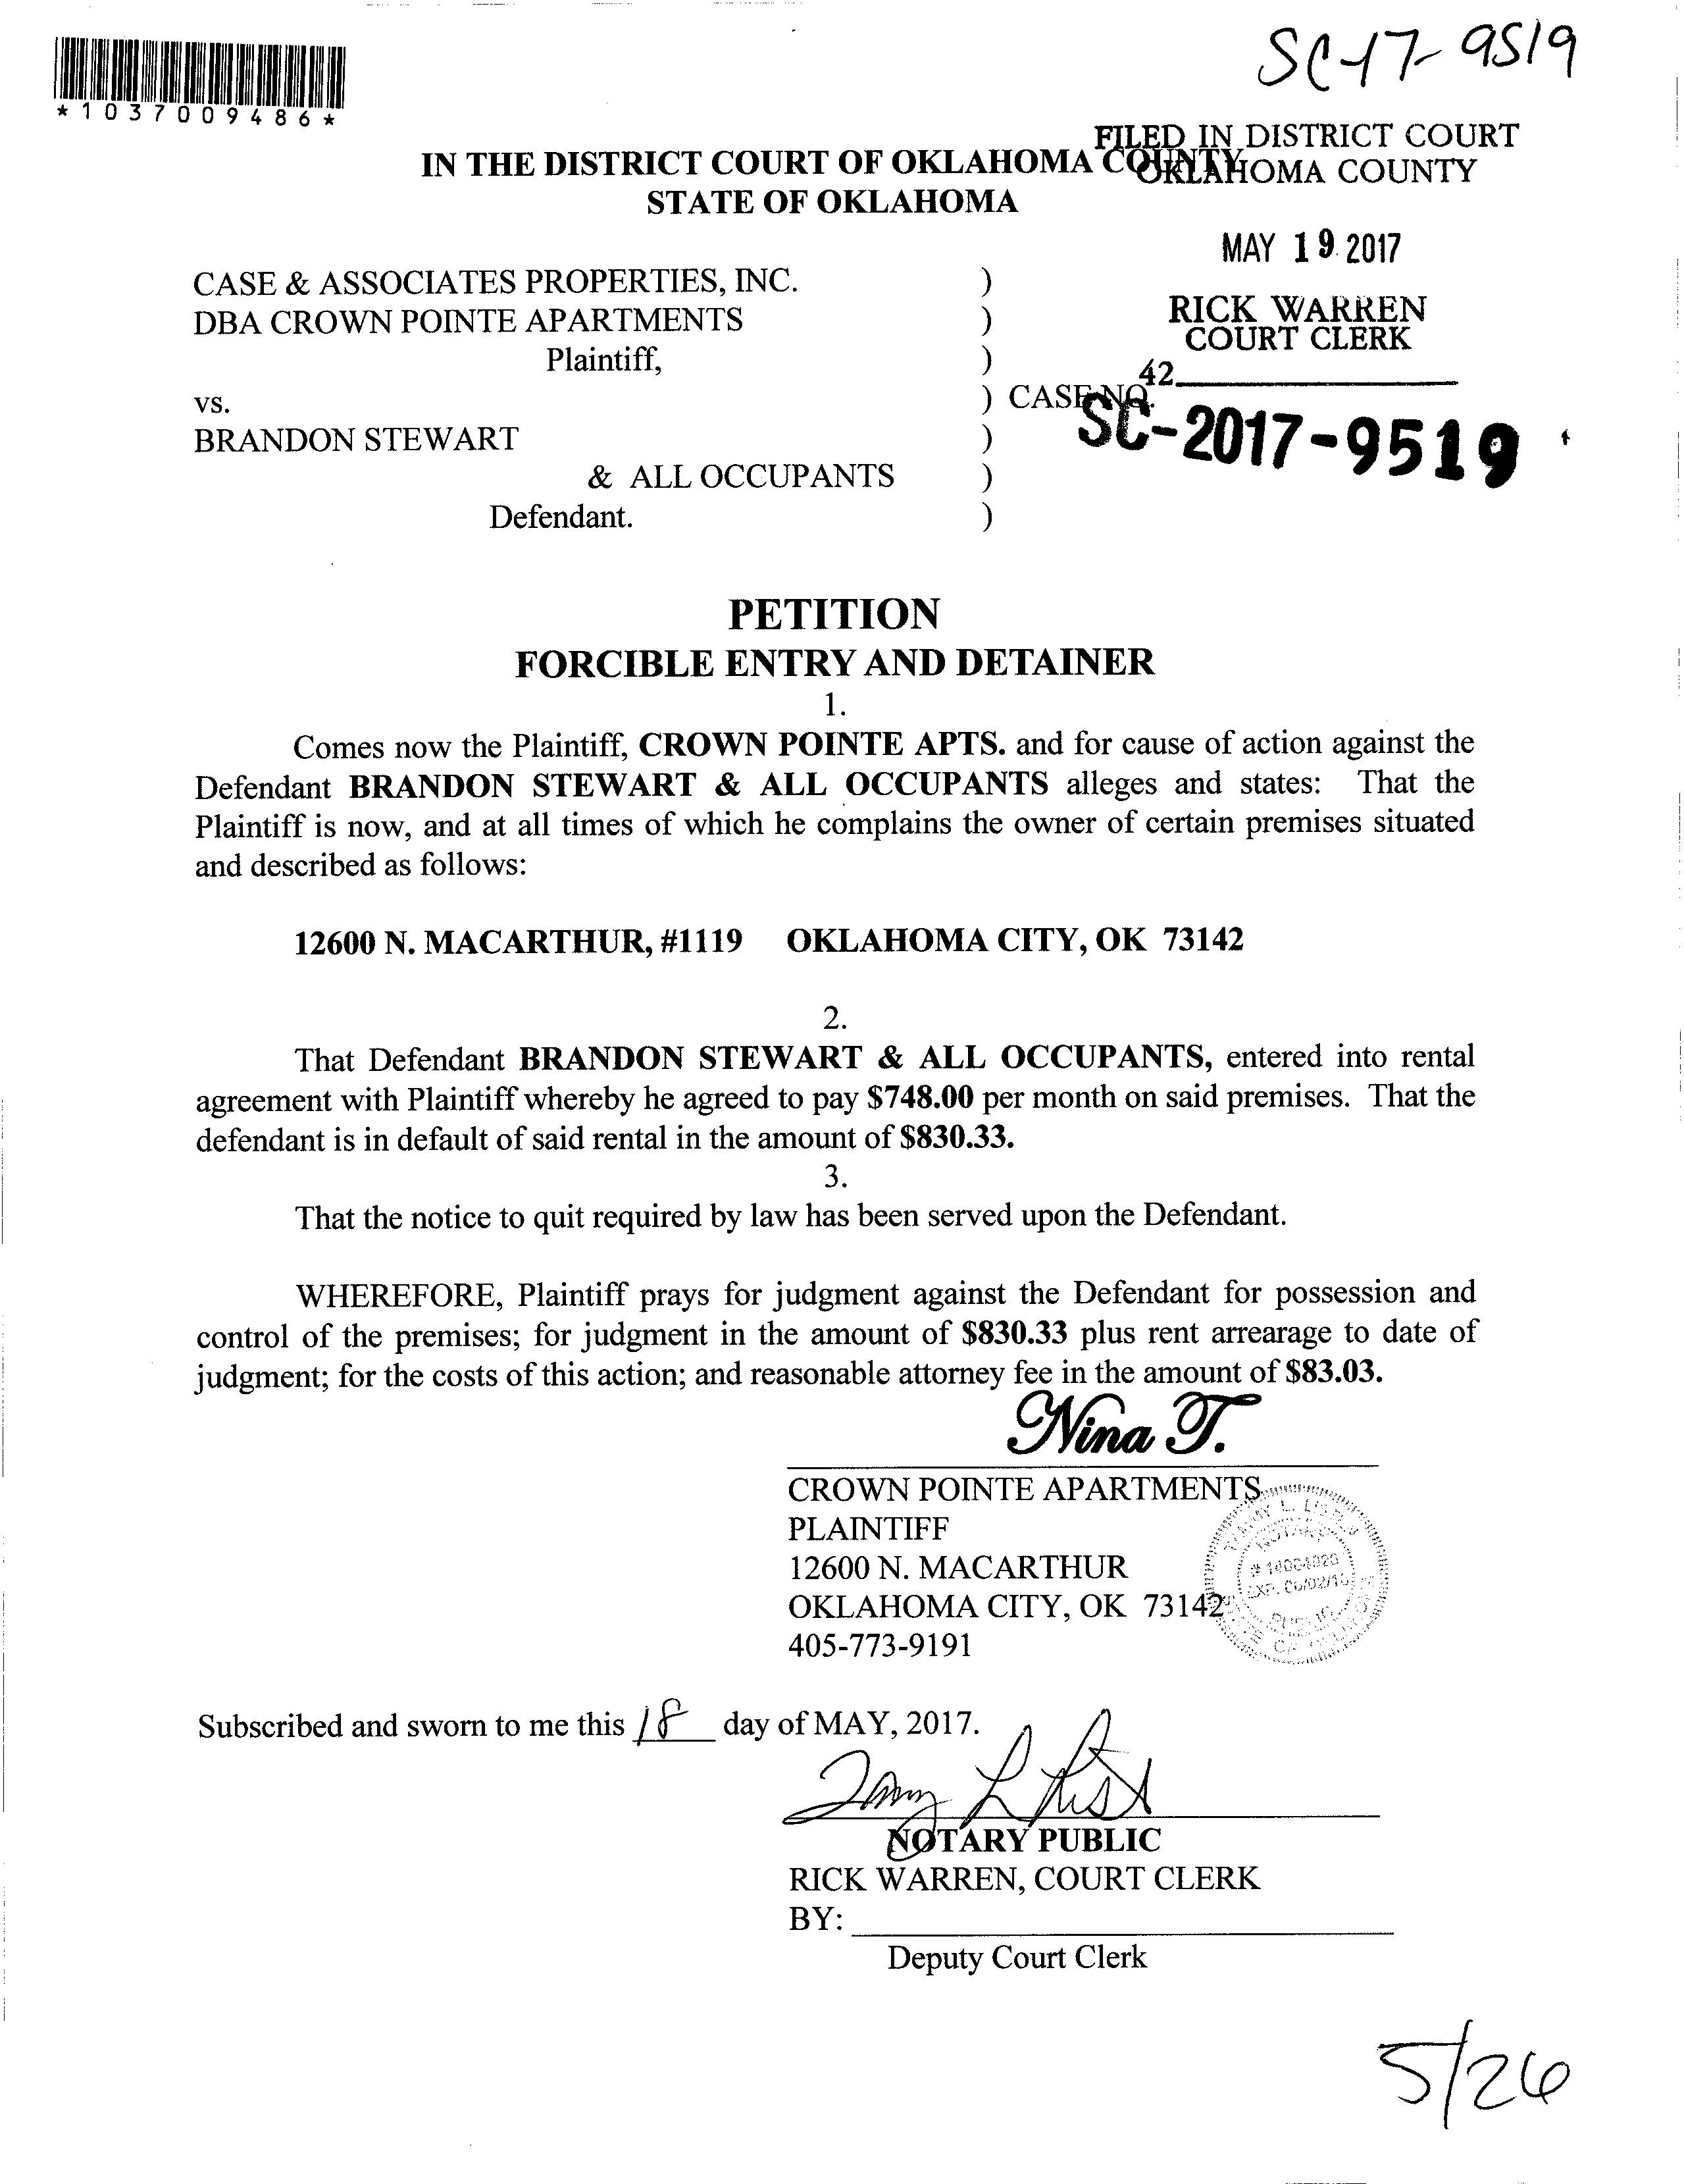 SC-17-9519
*1037009486*
FILED IN DISTRICT COURT
OKLAHOMA COUNTY
IN THE DISTRICT COURT OF OKLAHOMA COUNTY
STATE OF OKLAHOMA
MAY 19 2017
RICK WARREN
COURT CLERK
42
CASE & ASSOCIATES PROPERTIES, INC. )
DBA CROWN POINTE APARTMENTS )
Plaintiff, )
vs. ) CASE NO.
SC-2017-9519
BRANDON STEWART )
& ALL OCCUPANTS )
Defendant. )
PETITION
FORCIBLE ENTRY AND DETAINER
1.
Comes now the Plaintiff, CROWN POINTE APTS. and for cause of action against the
Defendant BRANDON STEWART & ALL OCCUPANTS alleges and states: That the
Plaintiff is now, and at all times of which he complains the owner of certain premises situated
and described as follows:
12600 N. MACARTHUR, #1119 OKLAHOMA CITY, OK 73142
2.
That Defendant BRANDON STEWART & ALL OCCUPANTS, entered into rental
agreement with Plaintiff whereby he agreed to pay $748.00 per month on said premises. That the
defendant is in default of said rental in the amount of $830.33.
3.
That the notice to quit required by law has been served upon the Defendant.
WHEREFORE, Plaintiff prays for judgment against the Defendant for possession and
control of the premises; for judgment in the amount of $830.33 plus rent arrearage to date of
judgment; for the costs of this action; and reasonable attorney fee in the amount of $83.03.
Nina T.
CROWN POINTE APARTMENTS
PLAINTIFF
12600 N. MACARTHUR
OKLAHOMA CITY, OK 73142
405-773-9191
Subscribed and sworn to me this 18 day of MAY, 2017.
NOTARY PUBLIC
RICK WARREN, COURT CLERK
BY:
Deputy Court Clerk
5/26